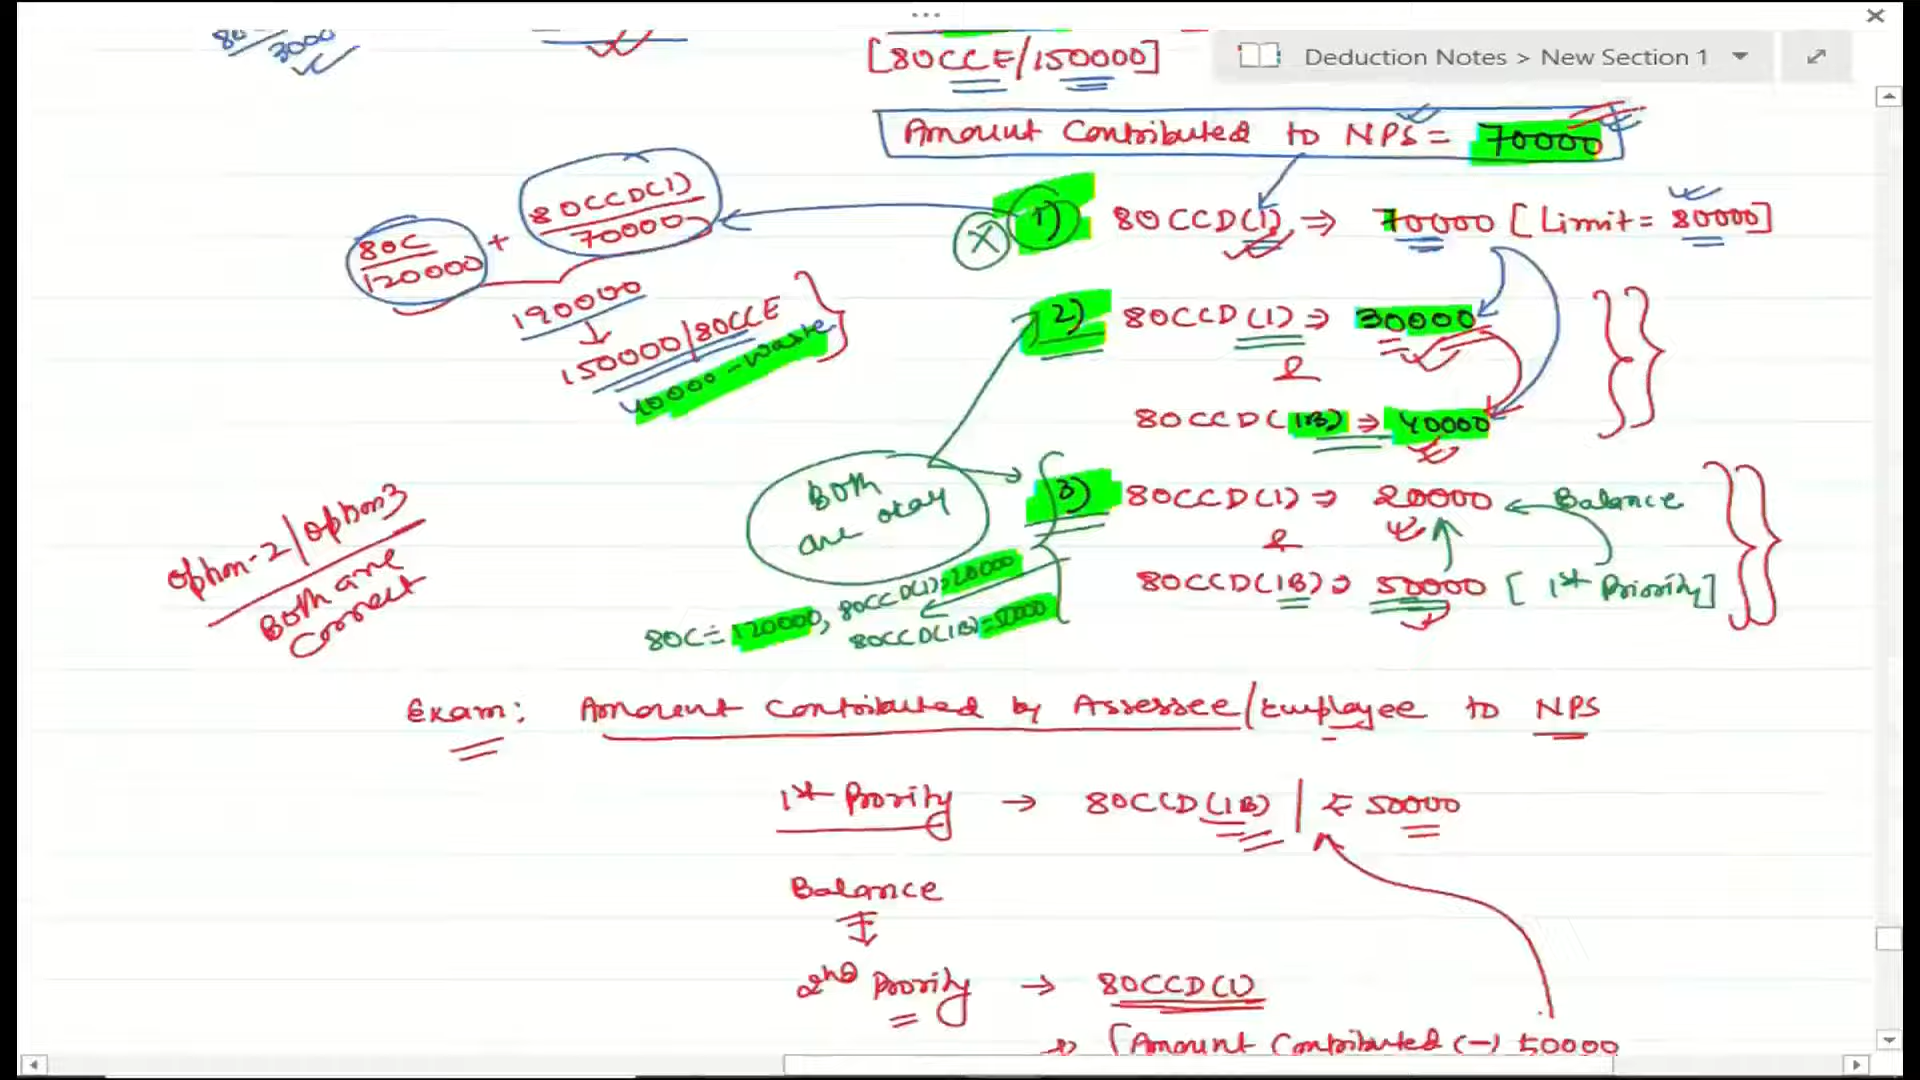 80
3000
[80CCE/150000]
Deduction Notes > New Section 1
Amount Contributed to NPS = 70000
80C
120000
+
80CCD(1)
70000
190000
150000/80CCE
40000 - waste
X
1) 80CCD(1) ⇒ 70000 [Limit = 80000]
2) 80CCD(1) ⇒ 30000
&
80CCD(1B) ⇒ 40000
Both are okay
3) 80CCD(1) ⇒ 20000 ← Balance
&
80CCD(1B) ⇒ 50000 [1st Priority]
80C = 120000, 80CCD(1) = 20000
80CCD(1B) = 50000
option-2/option3
Both are
correct
Exam: Amount Contributed by Assessee/Employee to NPS
1st Prority → 80CCD(1B) | ≤ 50000
Balance
2nd Prority → 80CCD(1)
[Amount Contributed (-) 50000